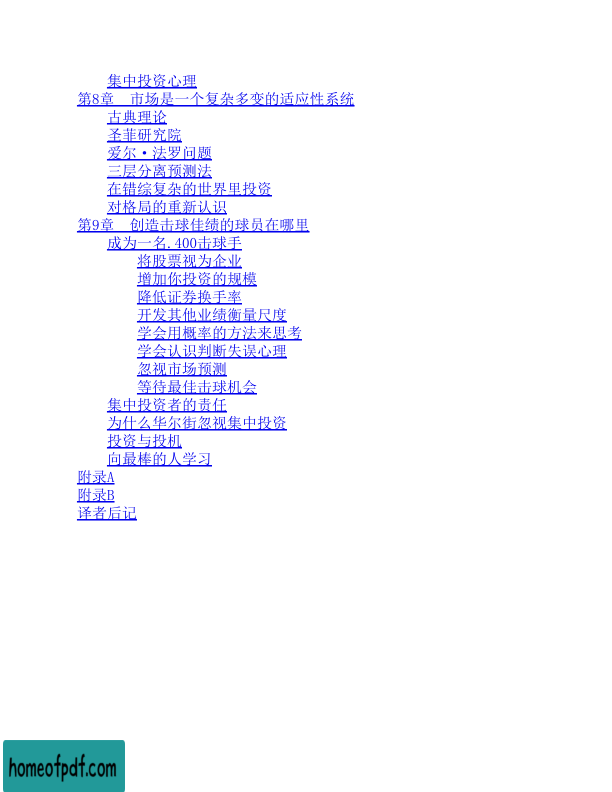 集中投资心理
第8章　市场是一个复杂多变的适应性系统
古典理论
圣菲研究院
爱尔·法罗问题
三层分离预测法
在错综复杂的世界里投资
对格局的重新认识
第9章　创造击球佳绩的球员在哪里
成为一名.400击球手
将股票视为企业
增加你投资的规模
降低证券换手率
开发其他业绩衡量尺度
学会用概率的方法来思考
学会认识判断失误心理
忽视市场预测
等待最佳击球机会
集中投资者的责任
为什么华尔街忽视集中投资
投资与投机
向最棒的人学习
附录A
附录B
译者后记
homeofpdf.com